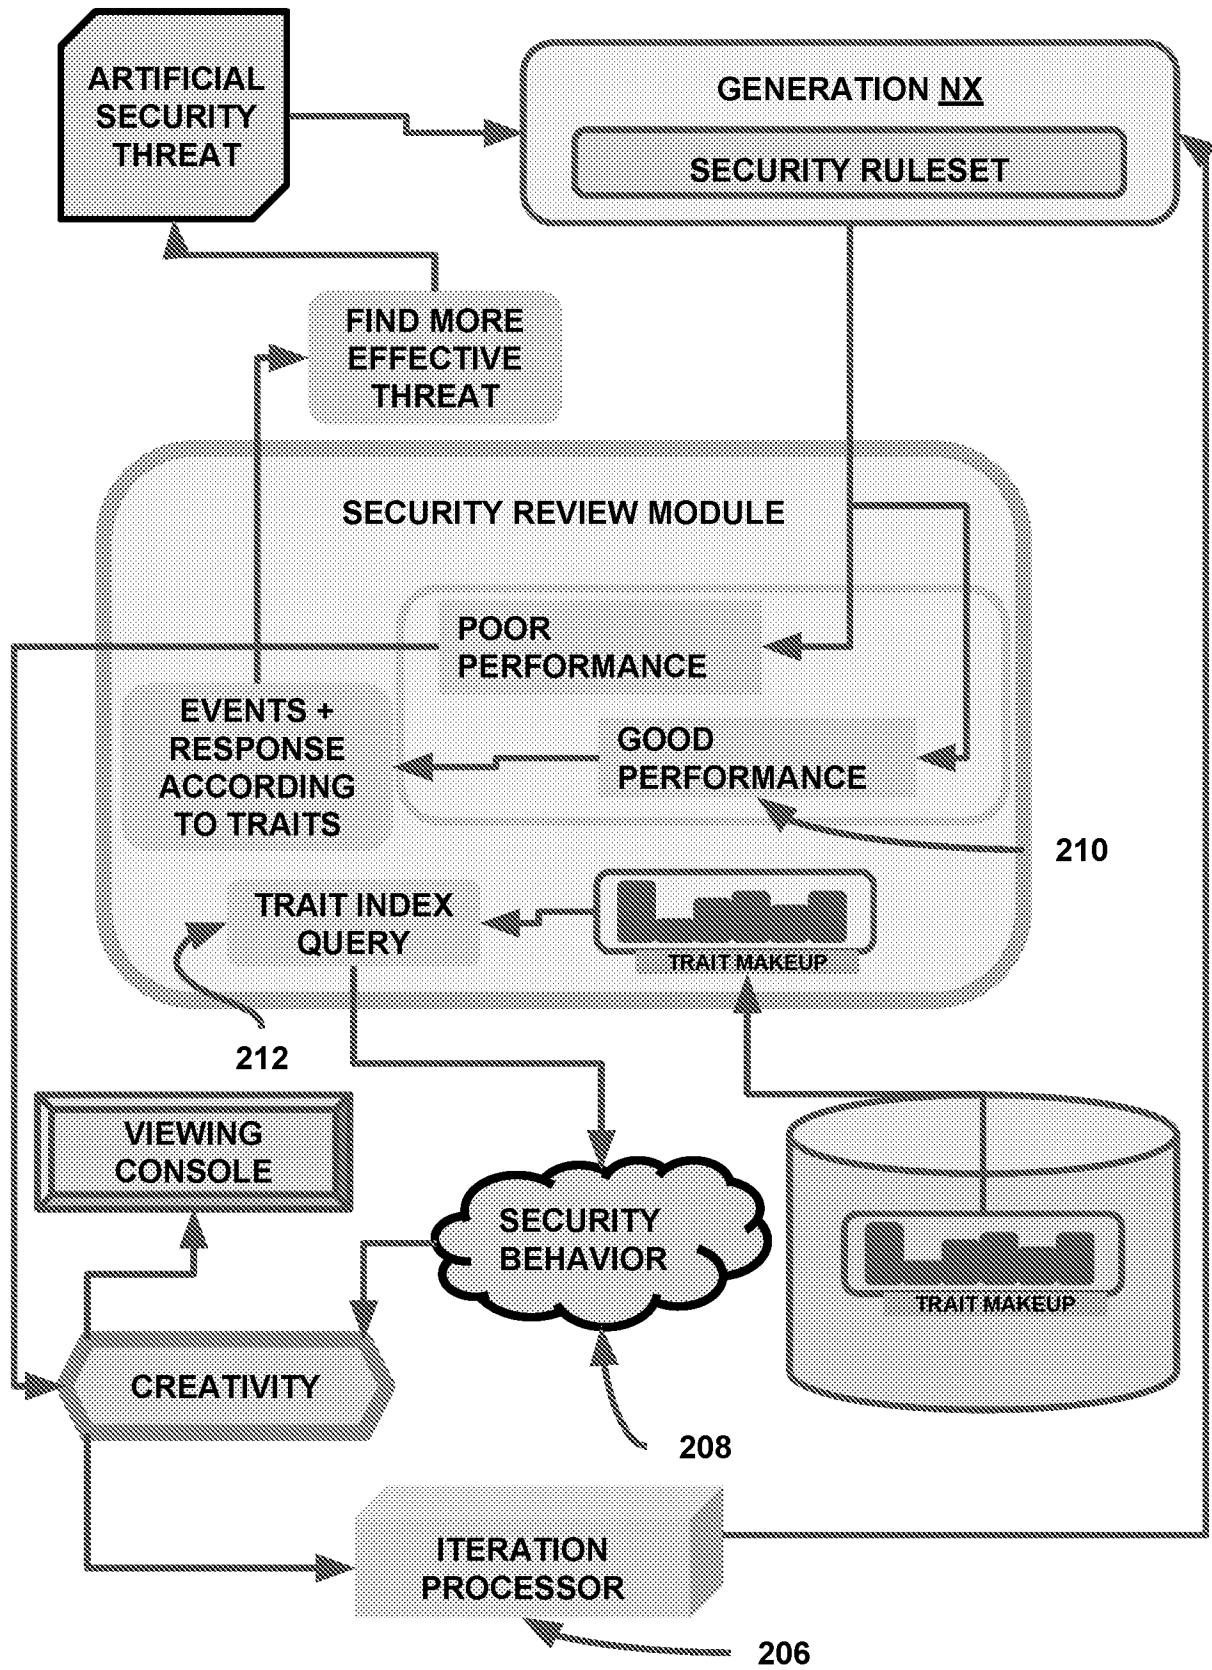 ARTIFICIAL
SECURITY
THREAT
GENERATION NX
SECURITY RULESET
FIND MORE
EFFECTIVE
THREAT
SECURITY REVIEW MODULE
POOR
PERFORMANCE
EVENTS +
RESPONSE
ACCORDING
TO TRAITS
GOOD
PERFORMANCE
210
TRAIT INDEX
QUERY
TRAIT MAKEUP
212
VIEWING
CONSOLE
SECURITY
BEHAVIOR
TRAIT MAKEUP
CREATIVITY
208
ITERATION
PROCESSOR
206